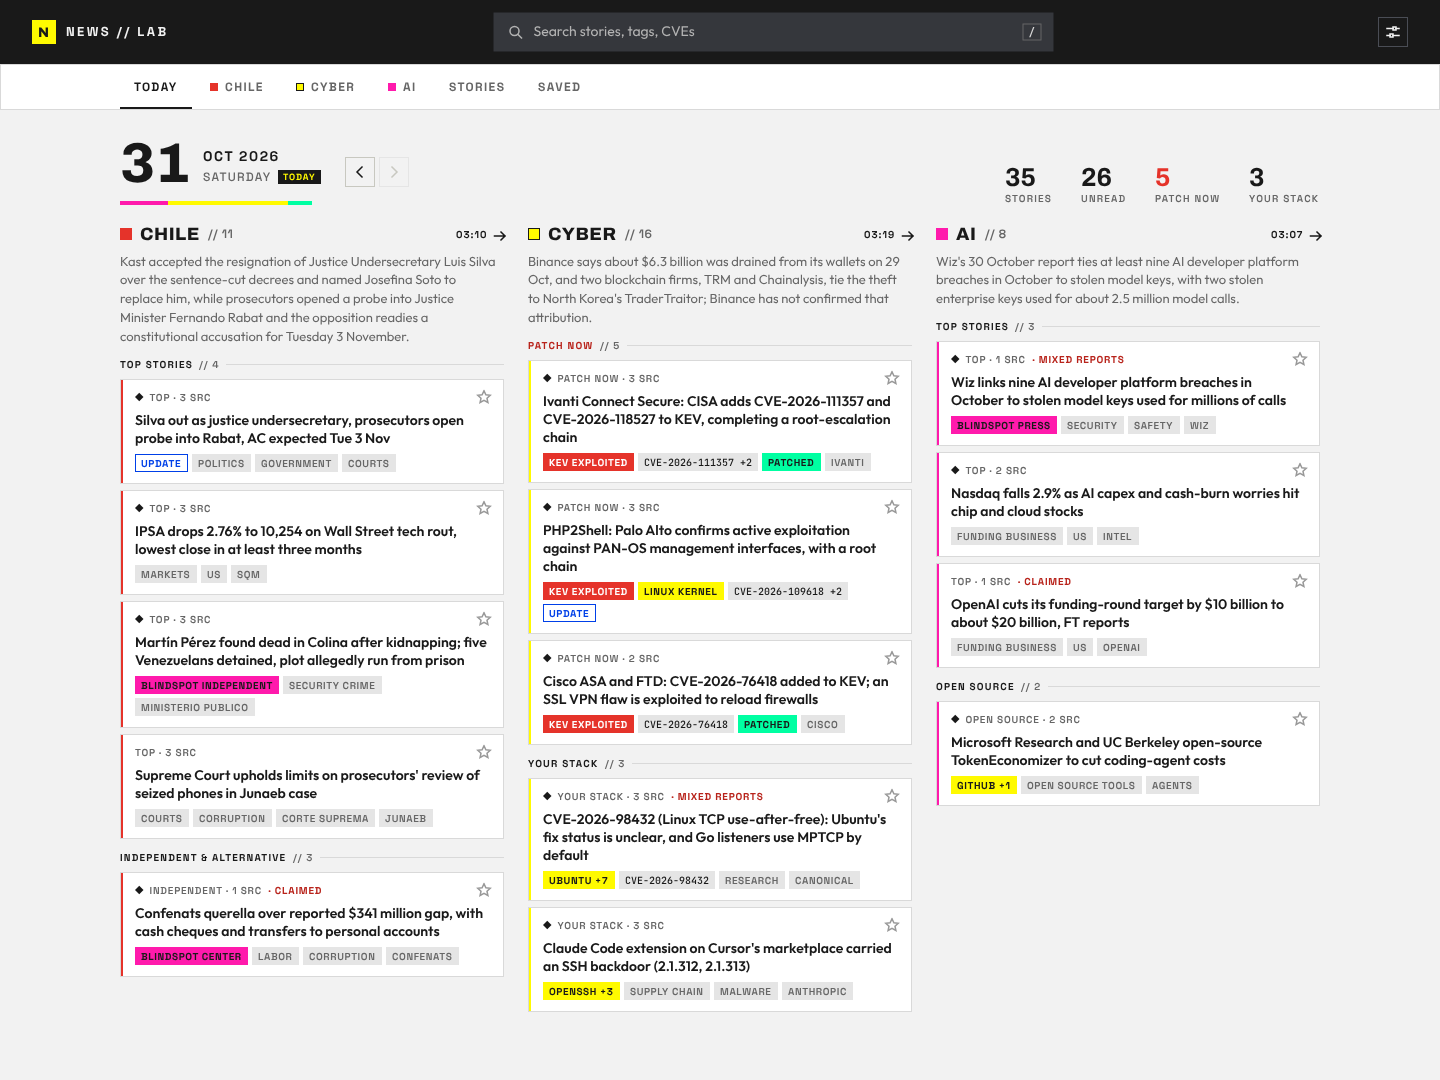 N NEWS // LAB
Search stories, tags, CVEs
/
TODAY
CHILE
CYBER
AI
STORIES
SAVED
31
OCT 2026
SATURDAY TODAY
35
STORIES
26
UNREAD
5
PATCH NOW
3
YOUR STACK
CHILE // 11
03:10
Kast accepted the resignation of Justice Undersecretary Luis Silva
over the sentence-cut decrees and named Josefina Soto to
replace him, while prosecutors opened a probe into Justice
Minister Fernando Rabat and the opposition readies a
constitutional accusation for Tuesday 3 November.
TOP STORIES // 4
TOP · 3 SRC
Silva out as justice undersecretary, prosecutors open
probe into Rabat, AC expected Tue 3 Nov
UPDATE POLITICS GOVERNMENT COURTS
TOP · 3 SRC
IPSA drops 2.76% to 10,254 on Wall Street tech rout,
lowest close in at least three months
MARKETS US SQM
TOP · 3 SRC
Martín Pérez found dead in Colina after kidnapping; five
Venezuelans detained, plot allegedly run from prison
BLINDSPOT INDEPENDENT SECURITY CRIME
MINISTERIO PUBLICO
TOP · 3 SRC
Supreme Court upholds limits on prosecutors' review of
seized phones in Junaeb case
COURTS CORRUPTION CORTE SUPREMA JUNAEB
INDEPENDENT & ALTERNATIVE // 3
INDEPENDENT · 1 SRC · CLAIMED
Confenats querella over reported $341 million gap, with
cash cheques and transfers to personal accounts
BLINDSPOT CENTER LABOR CORRUPTION CONFENATS
CYBER // 16
03:19
Binance says about $6.3 billion was drained from its wallets on 29
Oct, and two blockchain firms, TRM and Chainalysis, tie the theft
to North Korea's TraderTraitor; Binance has not confirmed that
attribution.
PATCH NOW // 5
PATCH NOW · 3 SRC
Ivanti Connect Secure: CISA adds CVE-2026-111357 and
CVE-2026-118527 to KEV, completing a root-escalation
chain
KEV EXPLOITED CVE-2026-111357 +2 PATCHED IVANTI
PATCH NOW · 3 SRC
PHP2Shell: Palo Alto confirms active exploitation
against PAN-OS management interfaces, with a root
chain
KEV EXPLOITED LINUX KERNEL CVE-2026-109618 +2
UPDATE
PATCH NOW · 2 SRC
Cisco ASA and FTD: CVE-2026-76418 added to KEV; an
SSL VPN flaw is exploited to reload firewalls
KEV EXPLOITED CVE-2026-76418 PATCHED CISCO
YOUR STACK // 3
YOUR STACK · 3 SRC · MIXED REPORTS
CVE-2026-98432 (Linux TCP use-after-free): Ubuntu's
fix status is unclear, and Go listeners use MPTCP by
default
UBUNTU +7 CVE-2026-98432 RESEARCH CANONICAL
YOUR STACK · 3 SRC
Claude Code extension on Cursor's marketplace carried
an SSH backdoor (2.1.312, 2.1.313)
OPENSSH +3 SUPPLY CHAIN MALWARE ANTHROPIC
AI // 8
03:07
Wiz's 30 October report ties at least nine AI developer platform
breaches in October to stolen model keys, with two stolen
enterprise keys used for about 2.5 million model calls.
TOP STORIES // 3
TOP · 1 SRC · MIXED REPORTS
Wiz links nine AI developer platform breaches in
October to stolen model keys used for millions of calls
BLINDSPOT PRESS SECURITY SAFETY WIZ
TOP · 2 SRC
Nasdaq falls 2.9% as AI capex and cash-burn worries hit
chip and cloud stocks
FUNDING BUSINESS US INTEL
TOP · 1 SRC · CLAIMED
OpenAI cuts its funding-round target by $10 billion to
about $20 billion, FT reports
FUNDING BUSINESS US OPENAI
OPEN SOURCE // 2
OPEN SOURCE · 2 SRC
Microsoft Research and UC Berkeley open-source
TokenEconomizer to cut coding-agent costs
GITHUB +1 OPEN SOURCE TOOLS AGENTS